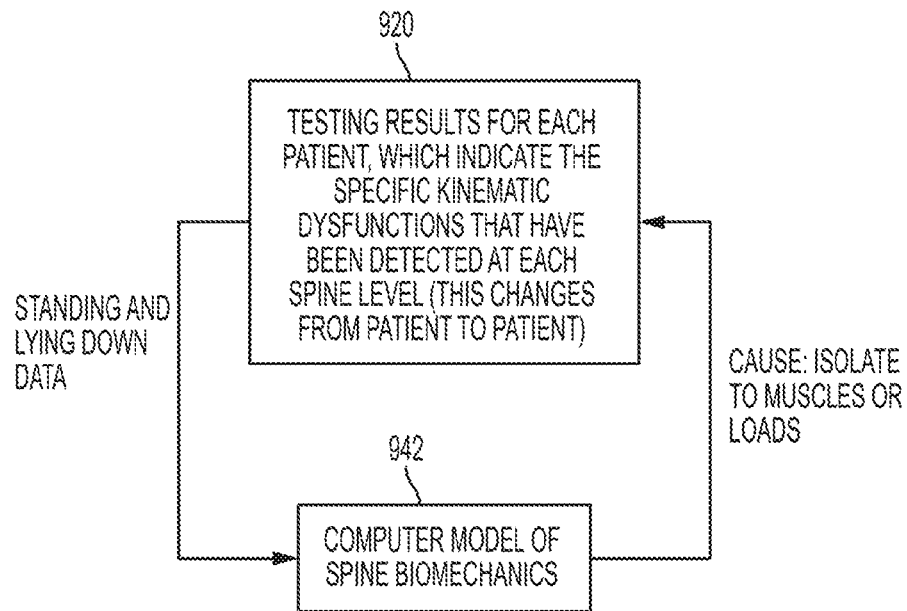 920
TESTING RESULTS FOR EACH
PATIENT, WHICH INDICATE THE
SPECIFIC KINEMATIC
DYSFUNCTIONS THAT HAVE
BEEN DETECTED AT EACH
SPINE LEVEL (THIS CHANGES
FROM PATIENT TO PATIENT)
STANDING AND
LYING DOWN
DATA
CAUSE: ISOLATE
TO MUSCLES OR
LOADS
942
COMPUTER MODEL OF
SPINE BIOMECHANICS